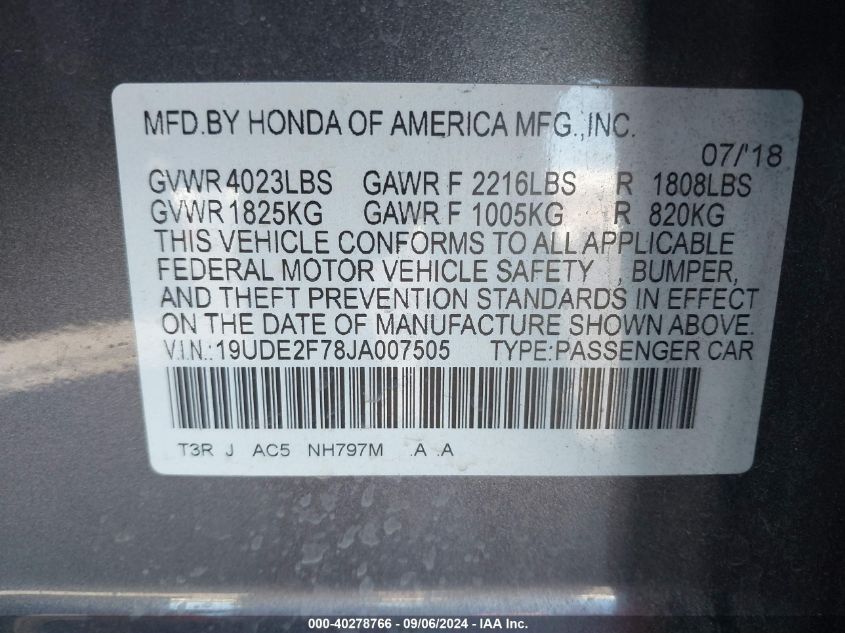 MFD.BY HONDA OF AMERICA MFG.,INC.
07/'18
GVWR 4023LBS GAWR F 2216LBS R 1808LBS
GVWR 1825KG GAWR F 1005KG R 820KG
THIS VEHICLE CONFORMS TO ALL APPLICABLE
FEDERAL MOTOR VEHICLE SAFETY , BUMPER,
AND THEFT PREVENTION STANDARDS IN EFFECT
ON THE DATE OF MANUFACTURE SHOWN ABOVE.
V.I.N.:19UDE2F78JA007505 TYPE:PASSENGER CAR
T3R J AC5 NH797M .A .A
000-40278766 - 09/06/2024 - IAA Inc.